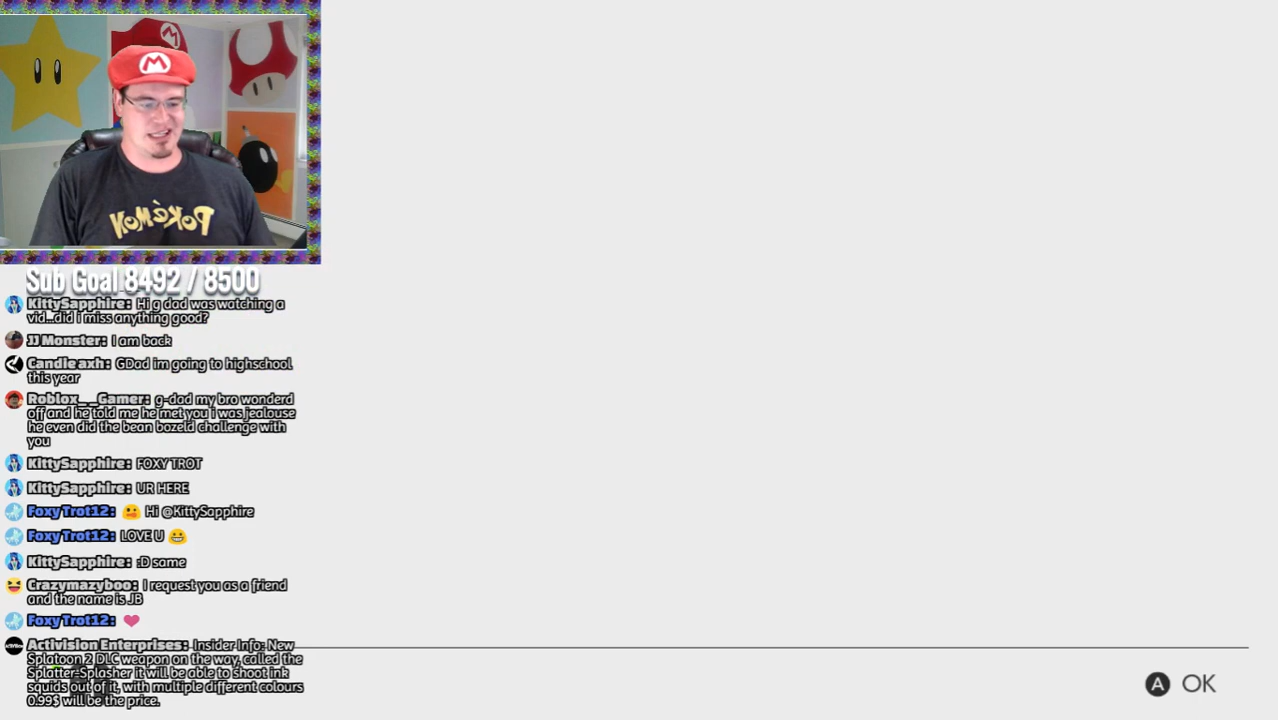 M
M
POKéMON
Sub Goal 8492 / 8500
KittySapphire: Hi g dad was watching a
vid...did i miss anything good?
JJ Monster: I am back
Candieaxh: GDad im going to highschool
this year
Roblox__Gamer: g-dad my bro wonderd
off and he told me he met you i was jealouse
he even did the bean bozeld challenge with
you
KittySapphire: FOXY TROT
KittySapphire: UR HERE
FoxyTrot12: 😛 Hi @KittySapphire
FoxyTrot12: LOVE U 😀
KittySapphire: :D same
Crazymazyboo: I request you as a friend
and the name is JB
FoxyTrot12: ❤
Activision Enterprises: Insider Info: New
Splatoon 2 DLC weapon on the way, called the
Splatter-Splasher it will be able to shoot ink
squids out of it, with multiple different colours
0.99$ will be the price.
A OK